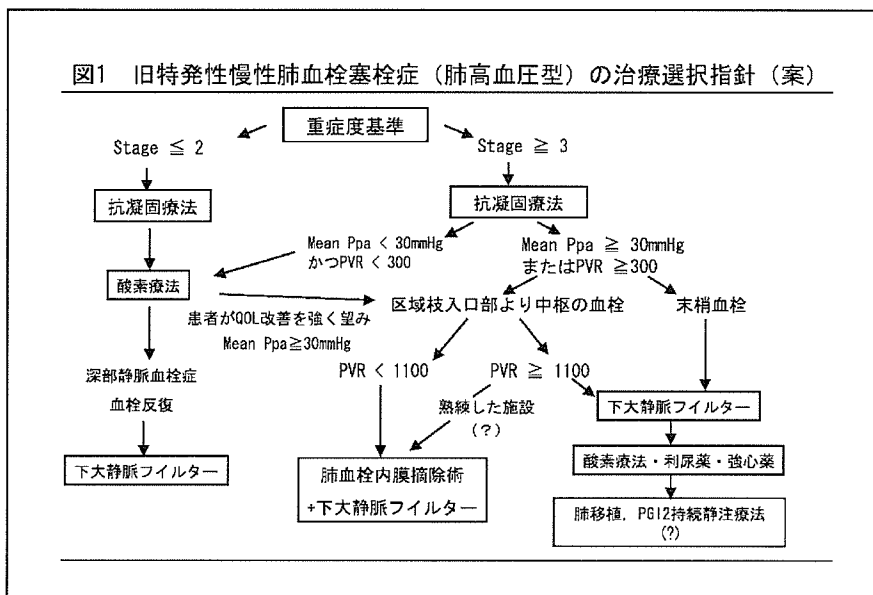 図1 旧特発性慢性肺血栓塞栓症（肺高血圧型）の治療選択指針（案）
重症度基準
Stage ≦ 2
Stage ≧ 3
抗凝固療法
抗凝固療法
Mean Ppa < 30mmHg
かつPVR < 300
Mean Ppa ≧ 30mmHg
またはPVR ≧300
酸素療法
患者がQOL改善を強く望み
Mean Ppa≧30mmHg
区域枝入口部より中枢の血栓
末梢血栓
深部静脈血栓症
血栓反復
PVR < 1100
PVR ≧ 1100
熟練した施設
(?)
下大静脈フイルター
下大静脈フイルター
肺血栓内膜摘除術
+下大静脈フイルター
酸素療法・利尿薬・強心薬
肺移植, PGI2持続静注療法
(?)